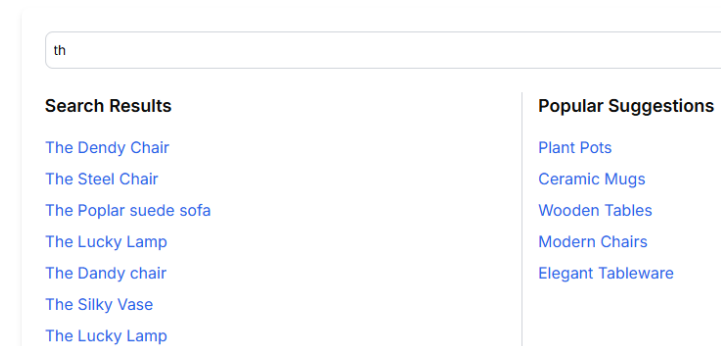 th
Search Results
The Dendy Chair
The Steel Chair
The Poplar suede sofa
The Lucky Lamp
The Dandy chair
The Silky Vase
The Lucky Lamp
Popular Suggestions
Plant Pots
Ceramic Mugs
Wooden Tables
Modern Chairs
Elegant Tableware